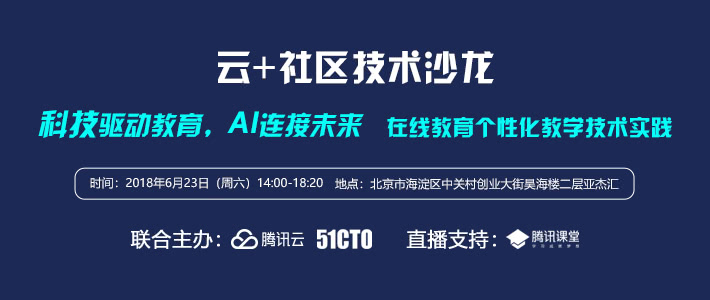 云+社区技术沙龙
科技驱动教育，AI连接未来 在线教育个性化教学技术实践
时间：2018年6月23日（周六）14:00-18:20 地点：北京市海淀区中关村创业大街昊海楼二层亚杰汇
联合主办：腾讯云 51CTO 直播支持：腾讯课堂